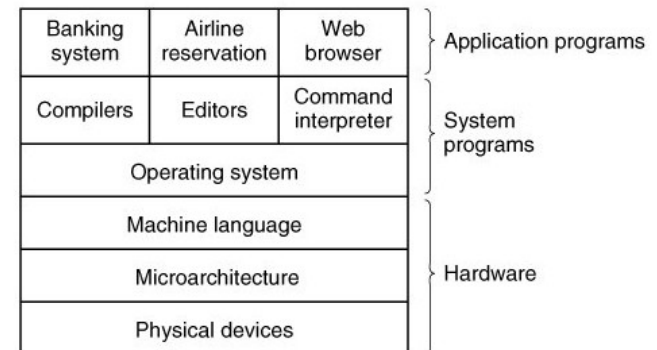 Banking system
Airline reservation
Web browser
Application programs
Compilers
Editors
Command interpreter
System programs
Operating system
Machine language
Microarchitecture
Hardware
Physical devices